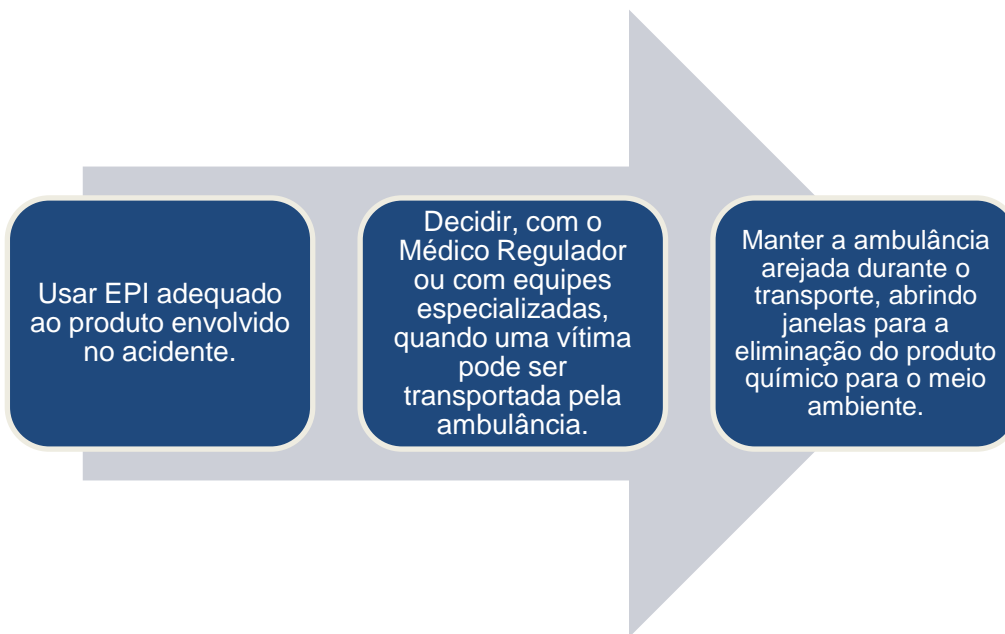 Usar EPI adequado
ao produto envolvido
no acidente.
Decidir, com o
Médico Regulador
ou com equipes
especializadas,
quando uma vítima
pode ser
transportada pela
ambulância.
Manter a ambulância
arejada durante o
transporte, abrindo
janelas para a
eliminação do produto
químico para o meio
ambiente.